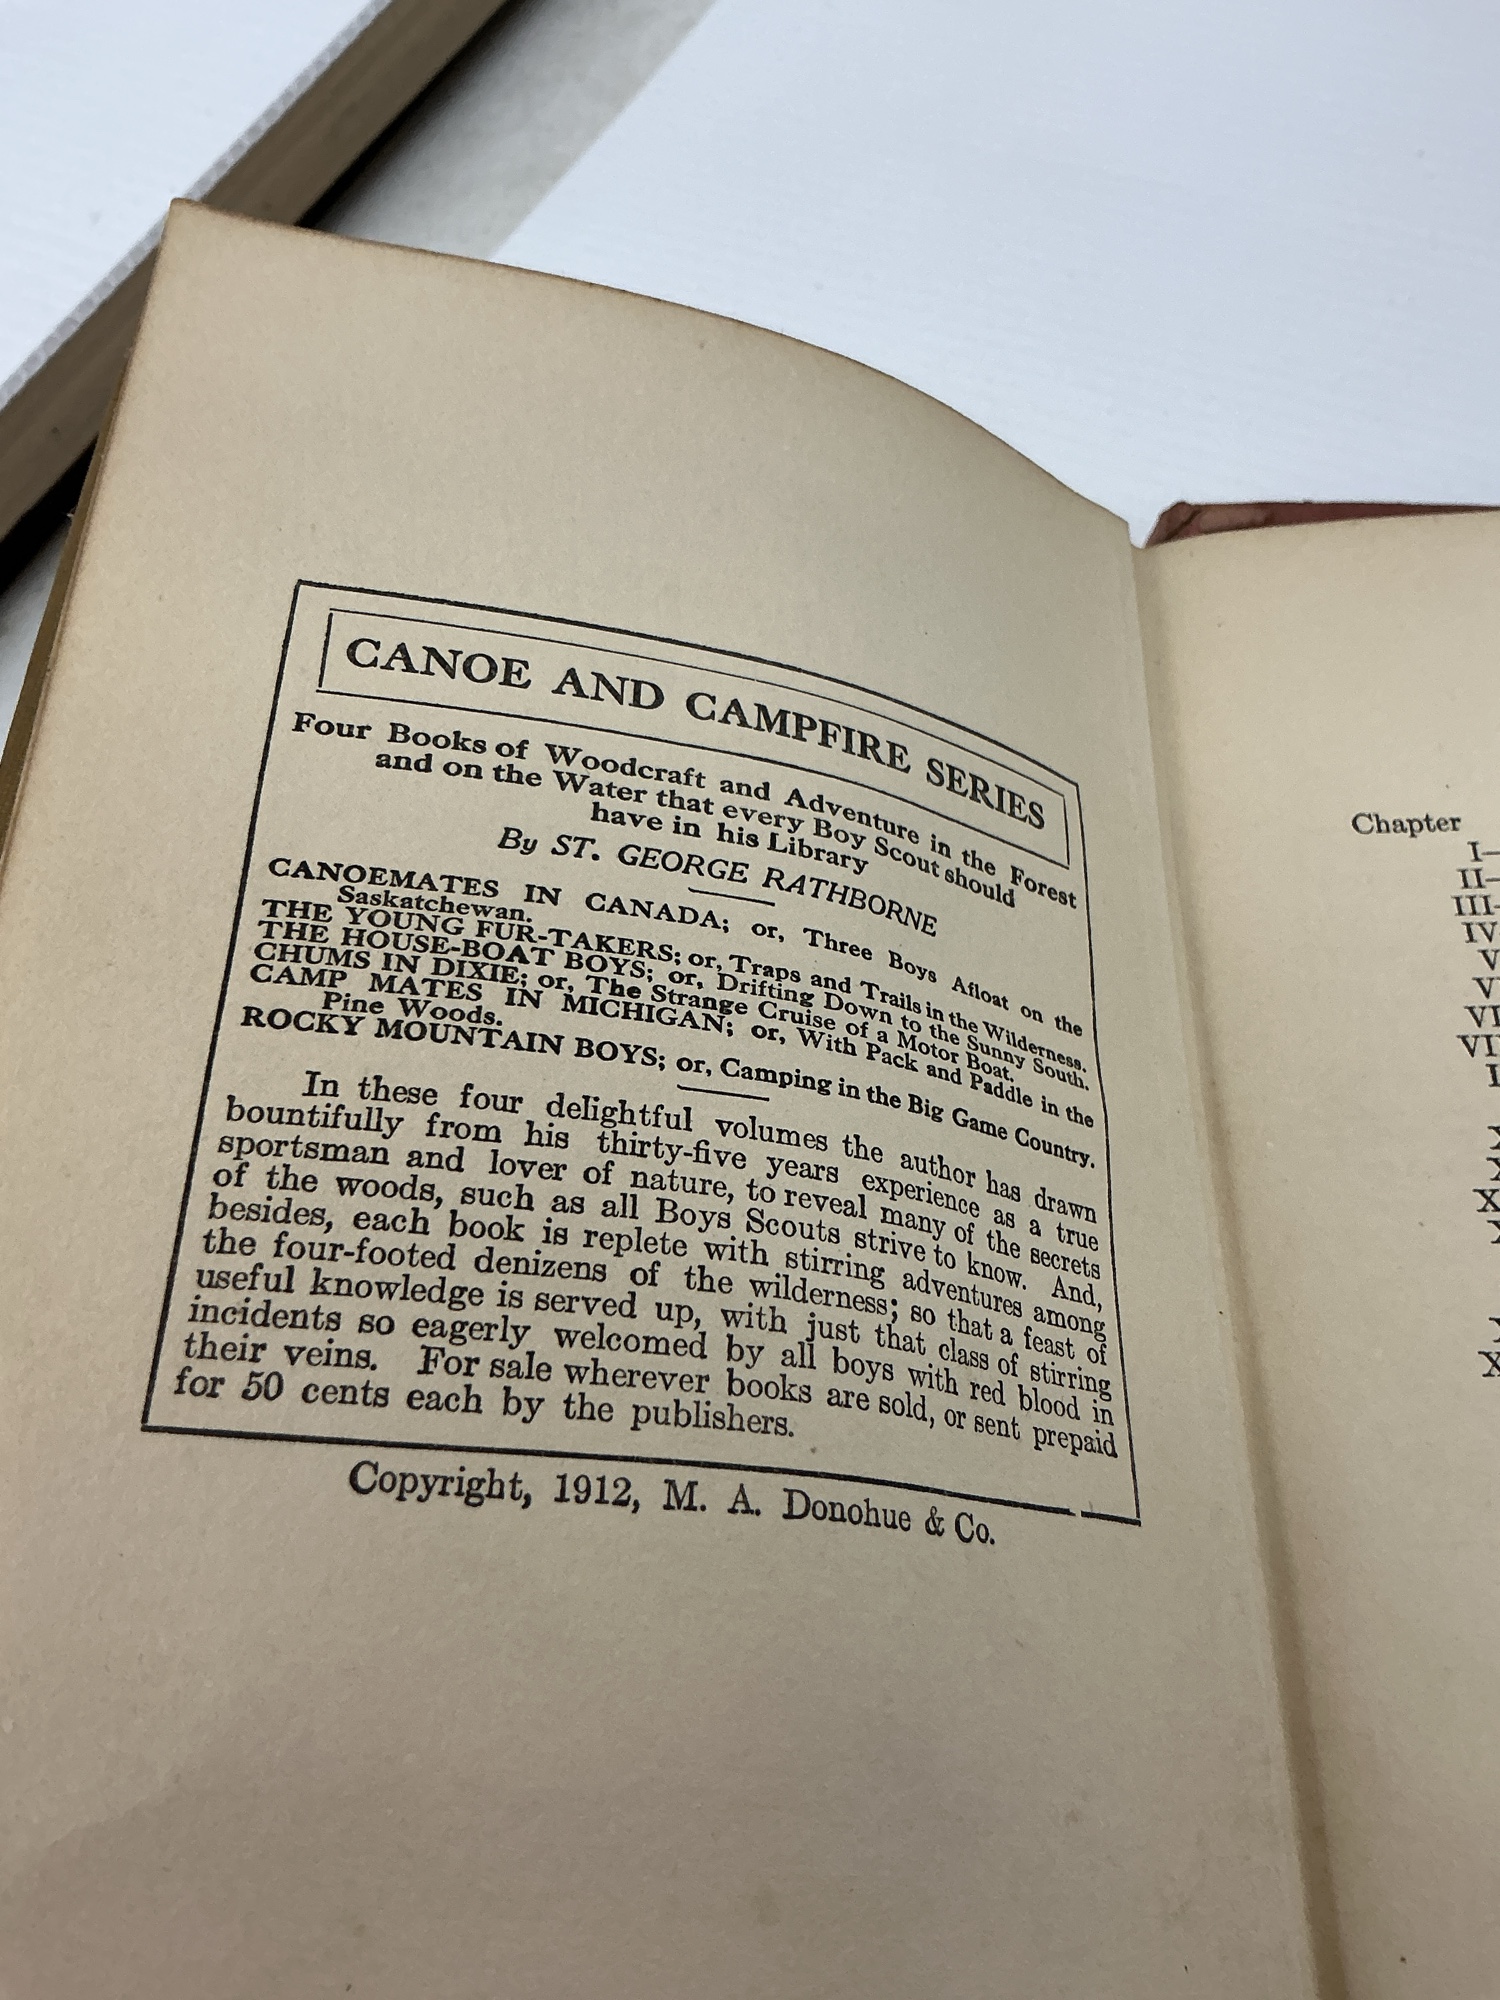 CANOE AND CAMPFIRE SERIES
Four Books of Woodcraft and Adventure in the Forest
and on the Water that every Boy Scout should
have in his Library
By ST. GEORGE RATHBORNE
CANOEMATES IN CANADA; or, Three Boys Afloat on the
Saskatchewan.
THE YOUNG FUR-TAKERS; or, Traps and Trails in the Wilderness.
THE HOUSE-BOAT BOYS; or, Drifting Down to the Sunny South.
CHUMS IN DIXIE; or, The Strange Cruise of a Motor Boat.
CAMP MATES IN MICHIGAN; or, With Pack and Paddle in the
Pine Woods.
ROCKY MOUNTAIN BOYS; or, Camping in the Big Game Country.
In these four delightful volumes the author has drawn
bountifully from his thirty-five years experience as a true
sportsman and lover of nature, to reveal many of the secrets
of the woods, such as all Boys Scouts strive to know. And,
besides, each book is replete with stirring adventures among
the four-footed denizens of the wilderness; so that a feast of
useful knowledge is served up, with just that class of stirring
incidents so eagerly welcomed by all boys with red blood in
their veins. For sale wherever books are sold, or sent prepaid
for 50 cents each by the publishers.
Copyright, 1912, M. A. Donohue & Co.
Chapter
I—
II—
III-
IV
V